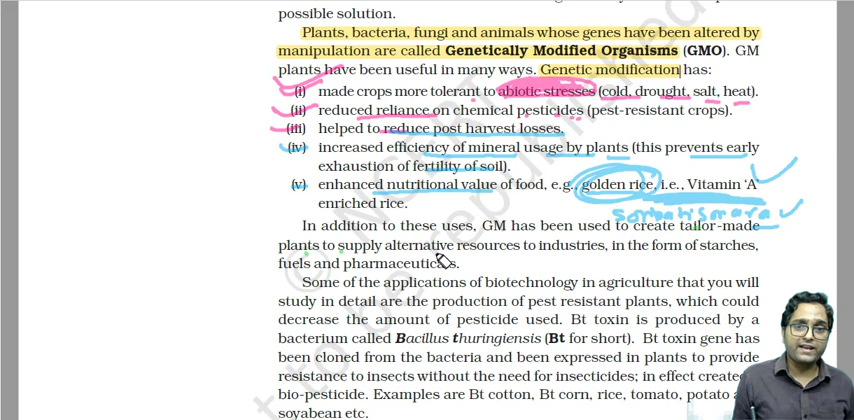 possible solution.
Plants, bacteria, fungi and animals whose genes have been altered by
manipulation are called Genetically Modified Organisms (GMO). GM
plants have been useful in many ways. Genetic modification has:
(i) made crops more tolerant to abiotic stresses (cold, drought, salt, heat).
(ii) reduced reliance on chemical pesticides (pest-resistant crops).
(iii) helped to reduce post harvest losses.
(iv) increased efficiency of mineral usage by plants (this prevents early
exhaustion of fertility of soil).
(v) enhanced nutritional value of food, e.g., golden rice, i.e., Vitamin ‘A’
enriched rice.
In addition to these uses, GM has been used to create tailor-made
plants to supply alternative resources to industries, in the form of starches,
fuels and pharmaceuticals.
Some of the applications of biotechnology in agriculture that you will
study in detail are the production of pest resistant plants, which could
decrease the amount of pesticide used. Bt toxin is produced by a
bacterium called Bacillus thuringiensis (Bt for short). Bt toxin gene has
been cloned from the bacteria and been expressed in plants to provide
resistance to insects without the need for insecticides; in effect created
bio-pesticide. Examples are Bt cotton, Bt corn, rice, tomato, potato
soyabean etc.